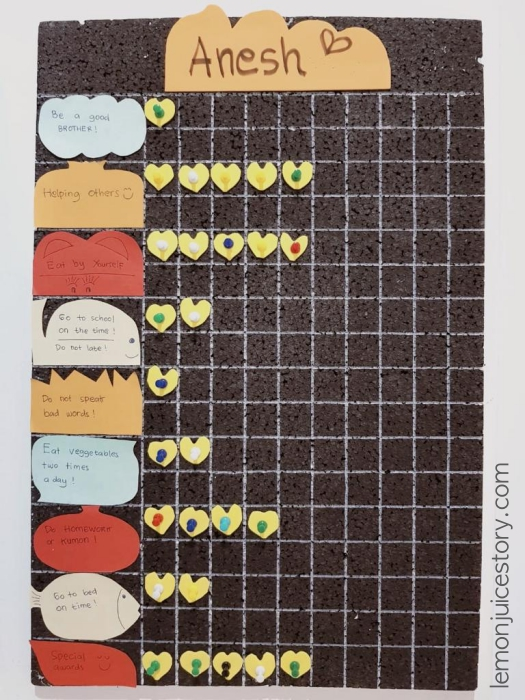 Anesh
Be a good
BROTHER!
Helping others
Eat by
Go to school
on the time!
Do not late!
Do not speak
bad words!
Eat veggetables
two times
a day!
Do Homework
or Kumon!
Go to bed
on time!
Special
awards
lemonjuicestory.com